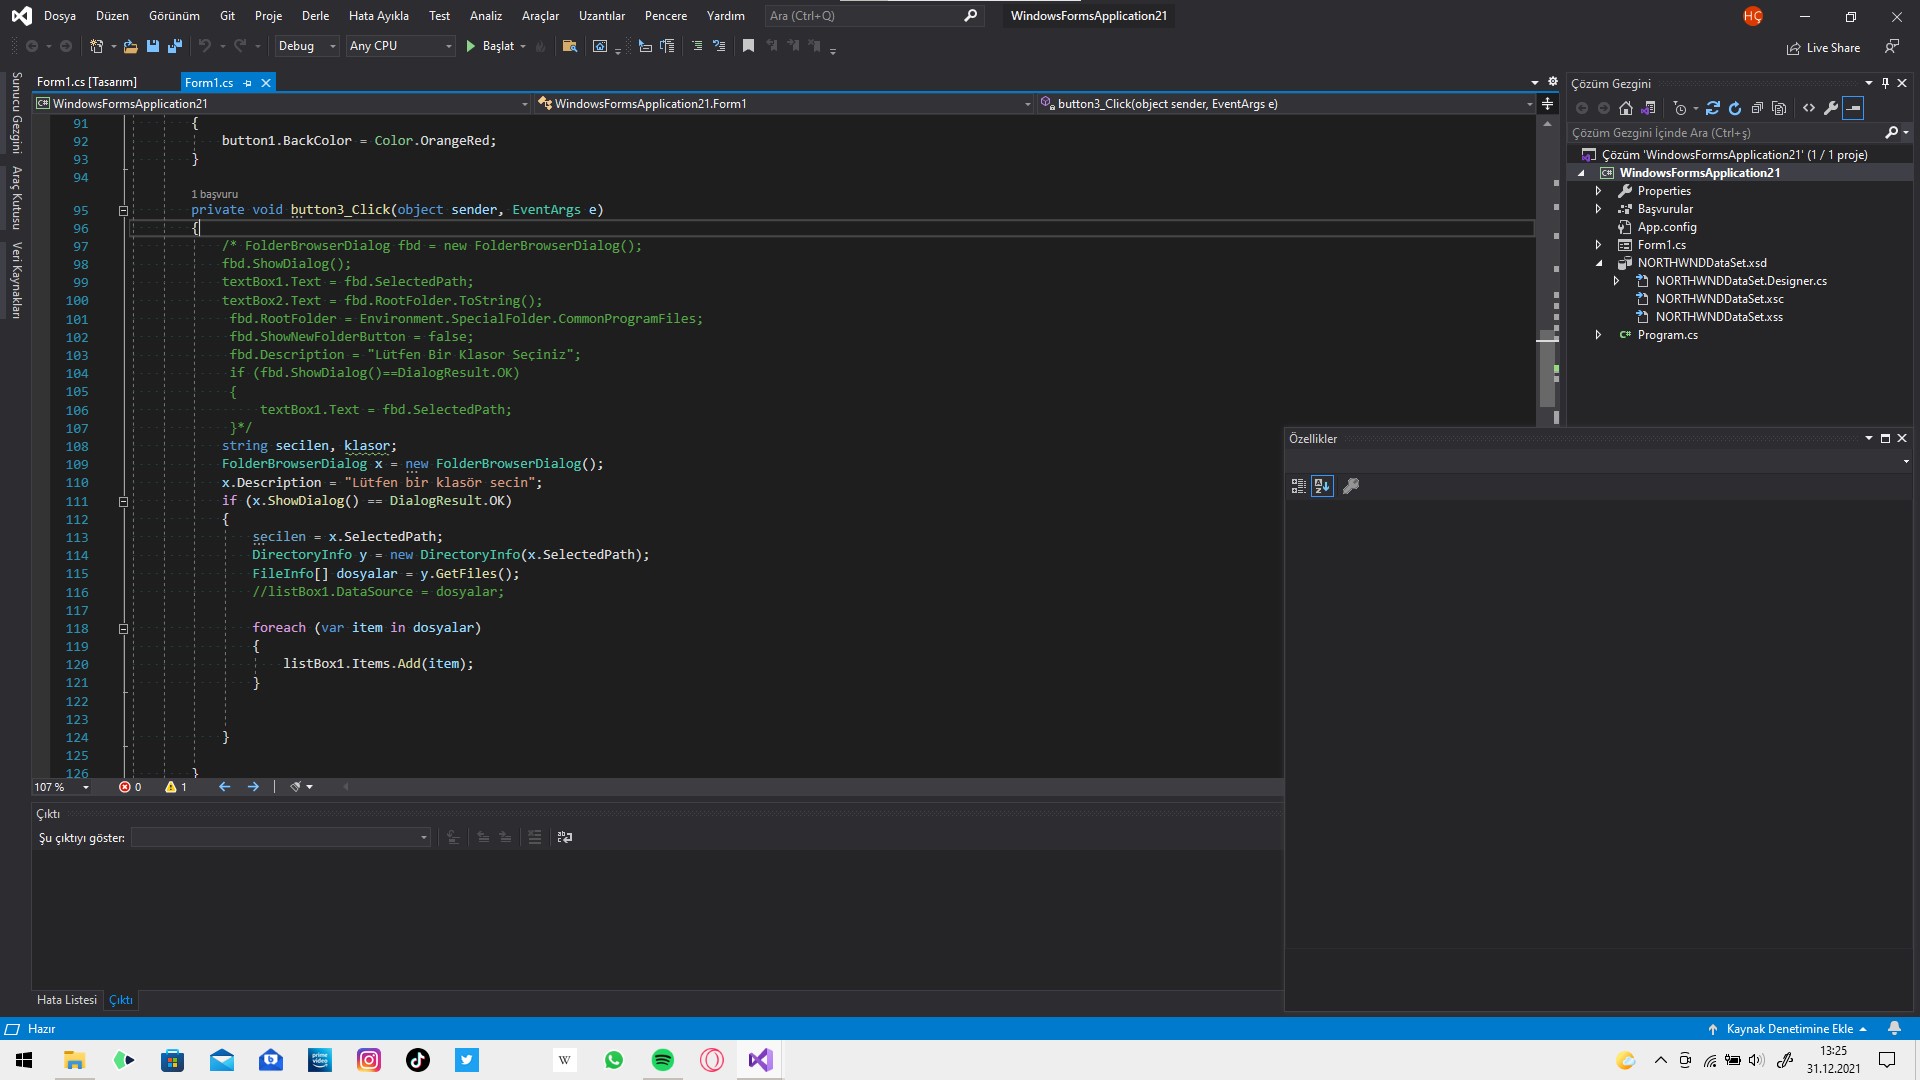 Dosya Düzen Görünüm Git Proje Derle Hata Ayıkla Test Analiz Araçlar Uzantılar Pencere Yardım Ara (Ctrl+Q) WindowsFormsApplication21 HÇ
Debug Any CPU Başlat Live Share
Sunucu Gezgini
Araç Kutusu
Veri Kaynakları
Form1.cs [Tasarım] Form1.cs
WindowsFormsApplication21 WindowsFormsApplication21.Form1 button3_Click(object sender, EventArgs e)
91 {
92 button1.BackColor = Color.OrangeRed;
93 }
94
1 başvuru
95 private void button3_Click(object sender, EventArgs e)
96 {
97 /* FolderBrowserDialog fbd = new FolderBrowserDialog();
98 fbd.ShowDialog();
99 textBox1.Text = fbd.SelectedPath;
100 textBox2.Text = fbd.RootFolder.ToString();
101 fbd.RootFolder = Environment.SpecialFolder.CommonProgramFiles;
102 fbd.ShowNewFolderButton = false;
103 fbd.Description = "Lütfen Bir Klasor Seçiniz";
104 if (fbd.ShowDialog()==DialogResult.OK)
105 {
106 textBox1.Text = fbd.SelectedPath;
107 }*/
108 string secilen, klasor;
109 FolderBrowserDialog x = new FolderBrowserDialog();
110 x.Description = "Lütfen bir klasör secin";
111 if (x.ShowDialog() == DialogResult.OK)
112 {
113 secilen = x.SelectedPath;
114 DirectoryInfo y = new DirectoryInfo(x.SelectedPath);
115 FileInfo[] dosyalar = y.GetFiles();
116 //listBox1.DataSource = dosyalar;
117
118 foreach (var item in dosyalar)
119 {
120 listBox1.Items.Add(item);
121 }
122
123
124 }
125
126 }
107 % 0 1
Çıktı
Şu çıktıyı göster:
Hata Listesi Çıktı
Çözüm Gezgini
Çözüm Gezgini İçinde Ara (Ctrl+ş)
Çözüm 'WindowsFormsApplication21' (1 / 1 proje)
C# WindowsFormsApplication21
Properties
Başvurular
App.config
Form1.cs
NORTHWNDDataSet.xsd
NORTHWNDDataSet.Designer.cs
NORTHWNDDataSet.xsc
NORTHWNDDataSet.xss
C# Program.cs
Özellikler
Hazır Kaynak Denetimine Ekle
prime video W
13:25
31.12.2021